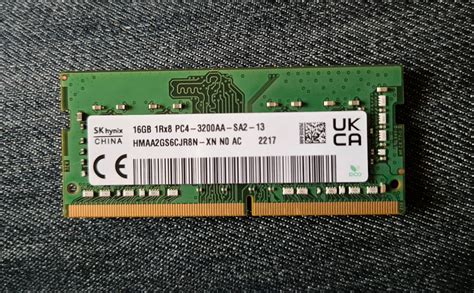 SK hynix
CHINA
16GB 1Rx8 PC4-3200AA-SA2-13
HMAA2GS6CJR8N-XN N0 AC 2217
CE
UK
CA